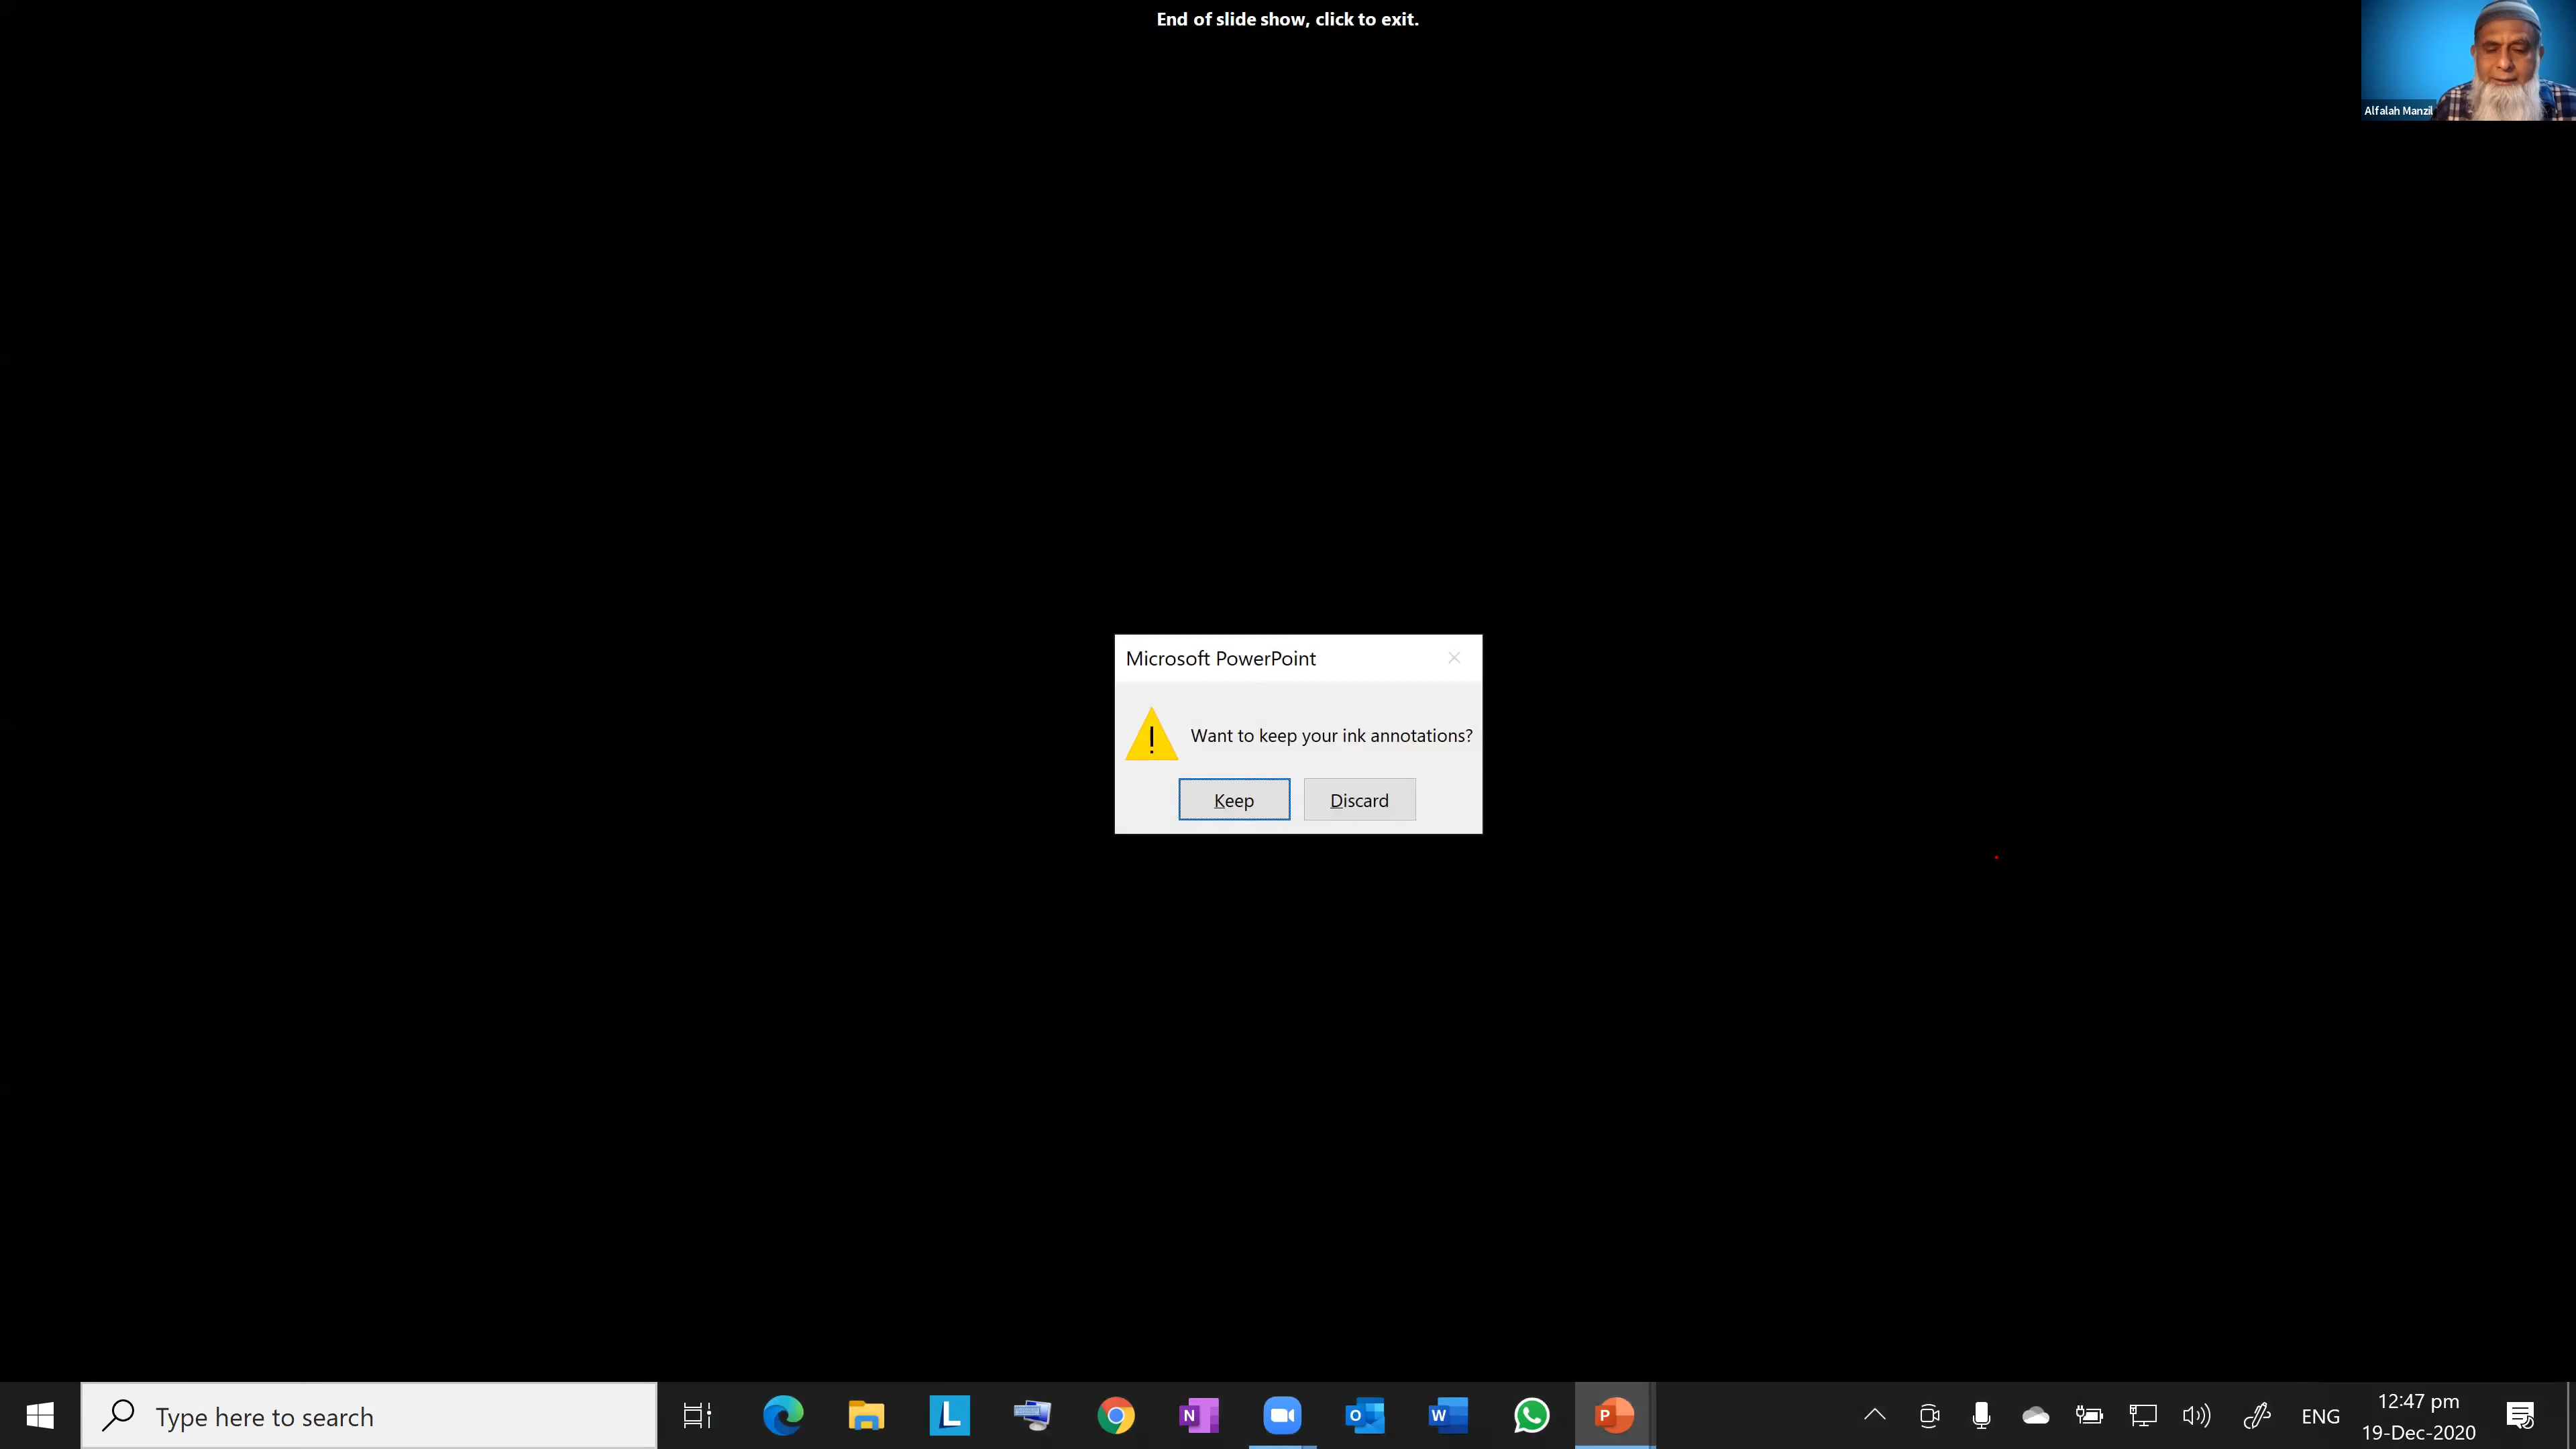 End of slide show, click to exit.
Alfalah Manzil
Microsoft PowerPoint
Want to keep your ink annotations?
Keep
Discard
Type here to search
L
N
O
W
P
ENG
12:47 pm
19-Dec-2020